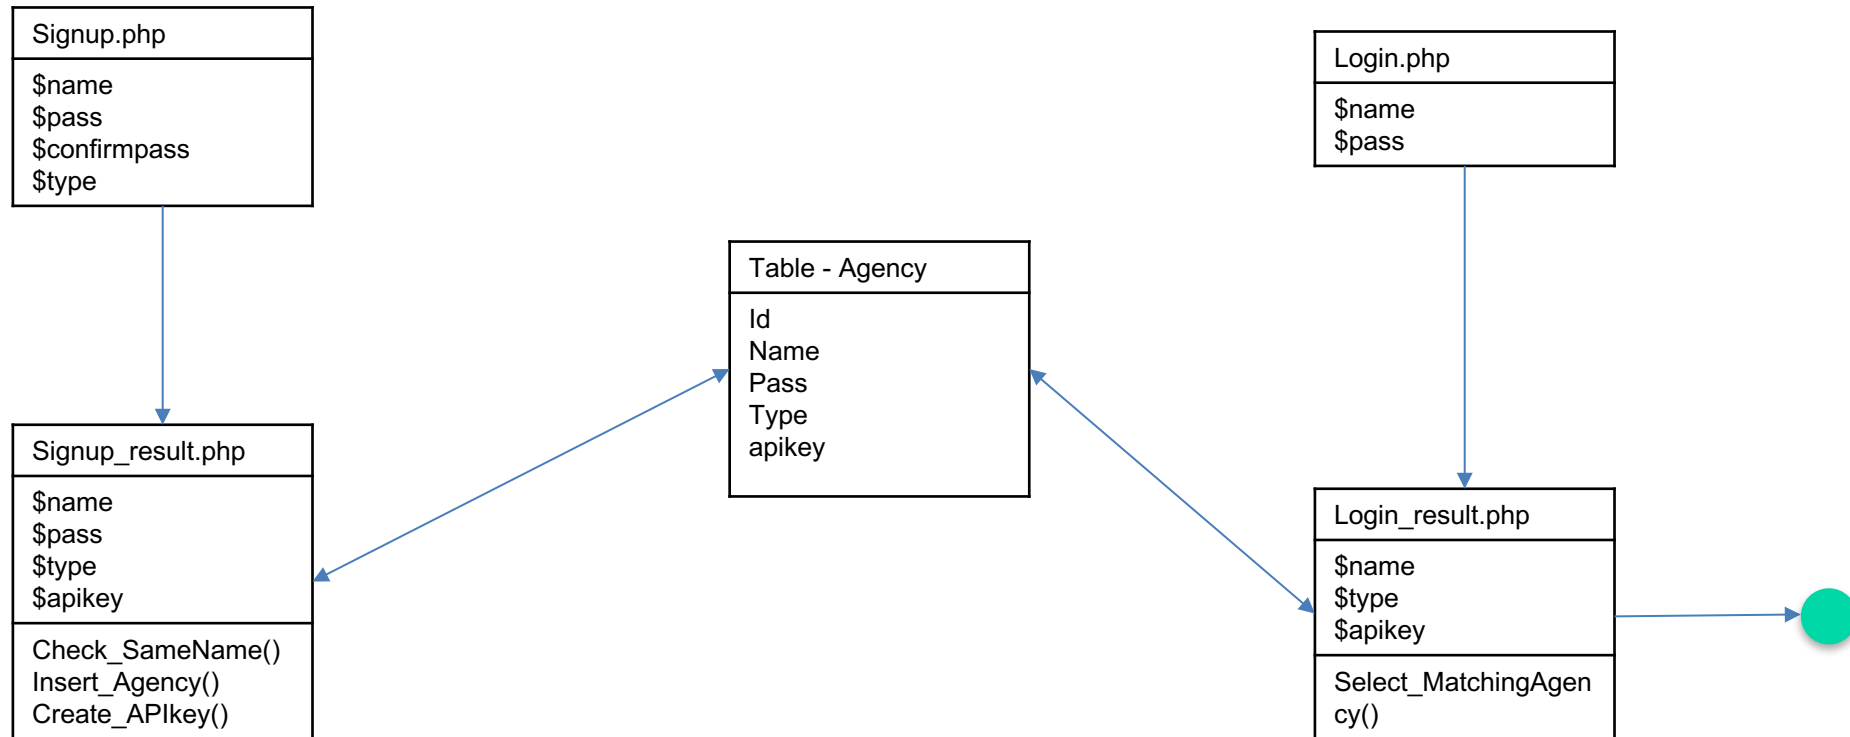 Signup.php
$name
$pass
$confirmpass
$type
Login.php
$name
$pass
Table - Agency
Id
Name
Pass
Type
apikey
Signup_result.php
$name
$pass
$type
$apikey
Check_SameName()
Insert_Agency()
Create_APIkey()
Login_result.php
$name
$type
$apikey
Select_MatchingAgen
cy()